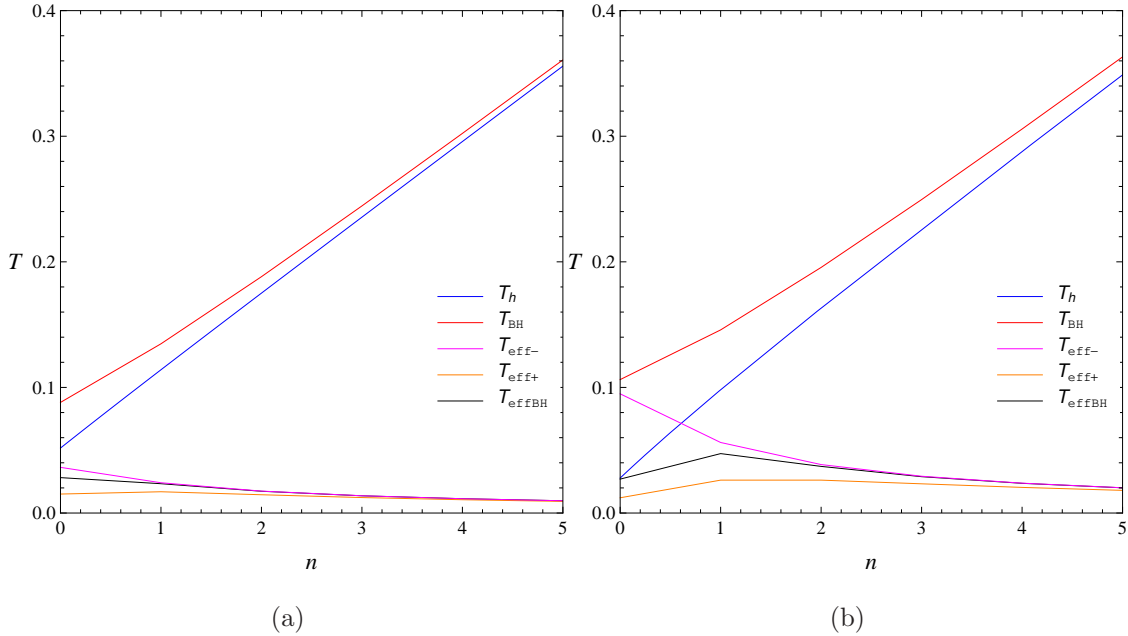 0.4
0.3
0.2
0.1
0.0
T
0 1 2 3 4 5
n
T_h
T_BH
T_eff−
T_eff+
T_effBH
(a)
0.4
0.3
0.2
0.1
0.0
T
0 1 2 3 4 5
n
T_h
T_BH
T_eff−
T_eff+
T_effBH
(b)